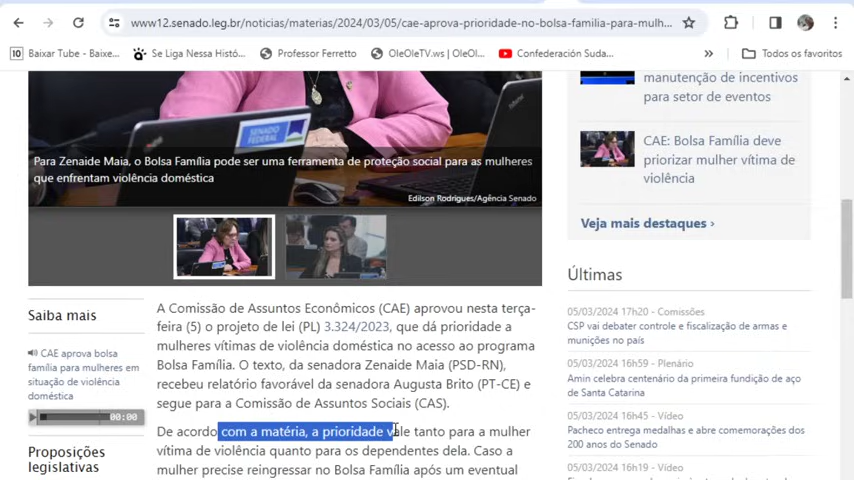 www12.senado.leg.br/noticias/materias/2024/03/05/cae-aprova-prioridade-no-bolsa-familia-para-mulh...
10 Baixar Tube - Baixe...
Se Liga Nessa Histó...
Professor Ferretto
OleOleTV.ws | OleOl...
Confederación Suda...
»
Todos os favoritos
SENADO
FEDERAL
Para Zenaide Maia, o Bolsa Família pode ser uma ferramenta de proteção social para as mulheres
que enfrentam violência doméstica
Edilson Rodrigues/Agência Senado
Saiba mais
CAE aprova bolsa
família para mulheres em
situação de violência
doméstica
00:00
Proposições
legislativas
A Comissão de Assuntos Econômicos (CAE) aprovou nesta terça-
feira (5) o projeto de lei (PL) 3.324/2023, que dá prioridade a
mulheres vítimas de violência doméstica no acesso ao programa
Bolsa Família. O texto, da senadora Zenaide Maia (PSD-RN),
recebeu relatório favorável da senadora Augusta Brito (PT-CE) e
segue para a Comissão de Assuntos Sociais (CAS).
De acordo com a matéria, a prioridade vale tanto para a mulher
vítima de violência quanto para os dependentes dela. Caso a
mulher precise reingressar no Bolsa Família após um eventual
manutenção de incentivos
para setor de eventos
CAE: Bolsa Família deve
priorizar mulher vítima de
violência
Veja mais destaques ›
Últimas
05/03/2024 17h20 - Comissões
CSP vai debater controle e fiscalização de armas e
munições no país
05/03/2024 16h59 - Plenário
Amin celebra centenário da primeira fundição de aço
de Santa Catarina
05/03/2024 16h45 - Vídeo
Pacheco entrega medalhas e abre comemorações dos
200 anos do Senado
05/03/2024 16h19 - Vídeo